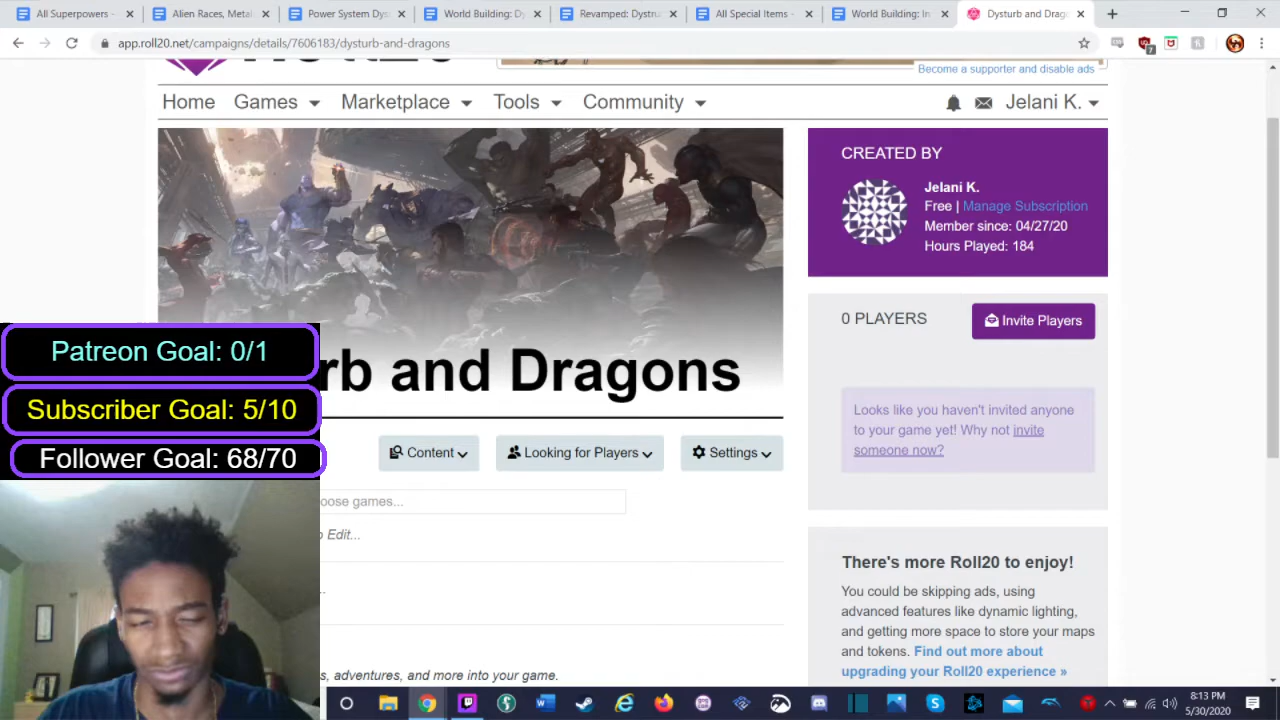 All Superpowers -
Alien Races, Metal
Power System Dys
World Building: Dy
Revamped: Dystru
All Special Items -
World Building: In
Dysturb and Drago
app.roll20.net/campaigns/details/7606183/dysturb-and-dragons
7
Become a supporter and disable ads
Home Games Marketplace Tools Community Jelani K.
CREATED BY
Jelani K.
Free | Manage Subscription
Member since: 04/27/20
Hours Played: 184
0 PLAYERS Invite Players
Looks like you haven't invited anyone
to your game yet! Why not invite
someone now?
Patreon Goal: 0/1
Subscriber Goal: 5/10
Follower Goal: 68/70
rb and Dragons
Content Looking for Players Settings
oose games...
o Edit...
s, adventures, and more into your game.
There's more Roll20 to enjoy!
You could be skipping ads, using
advanced features like dynamic lighting,
and getting more space to store your maps
and tokens. Find out more about
upgrading your Roll20 experience »
8:13 PM
5/30/2020